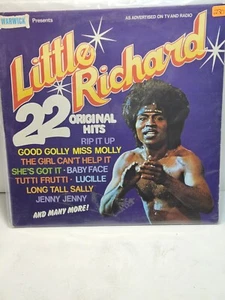 WARWICK Presents
AS ADVERTISED ON TV AND RADIO
Little Richard
22 ORIGINAL HITS
RIP IT UP
GOOD GOLLY MISS MOLLY
THE GIRL CAN'T HELP IT
SHE'S GOT IT · BABY FACE
TUTTI FRUTTI · LUCILLE
LONG TALL SALLY
JENNY JENNY
AND MANY MORE!